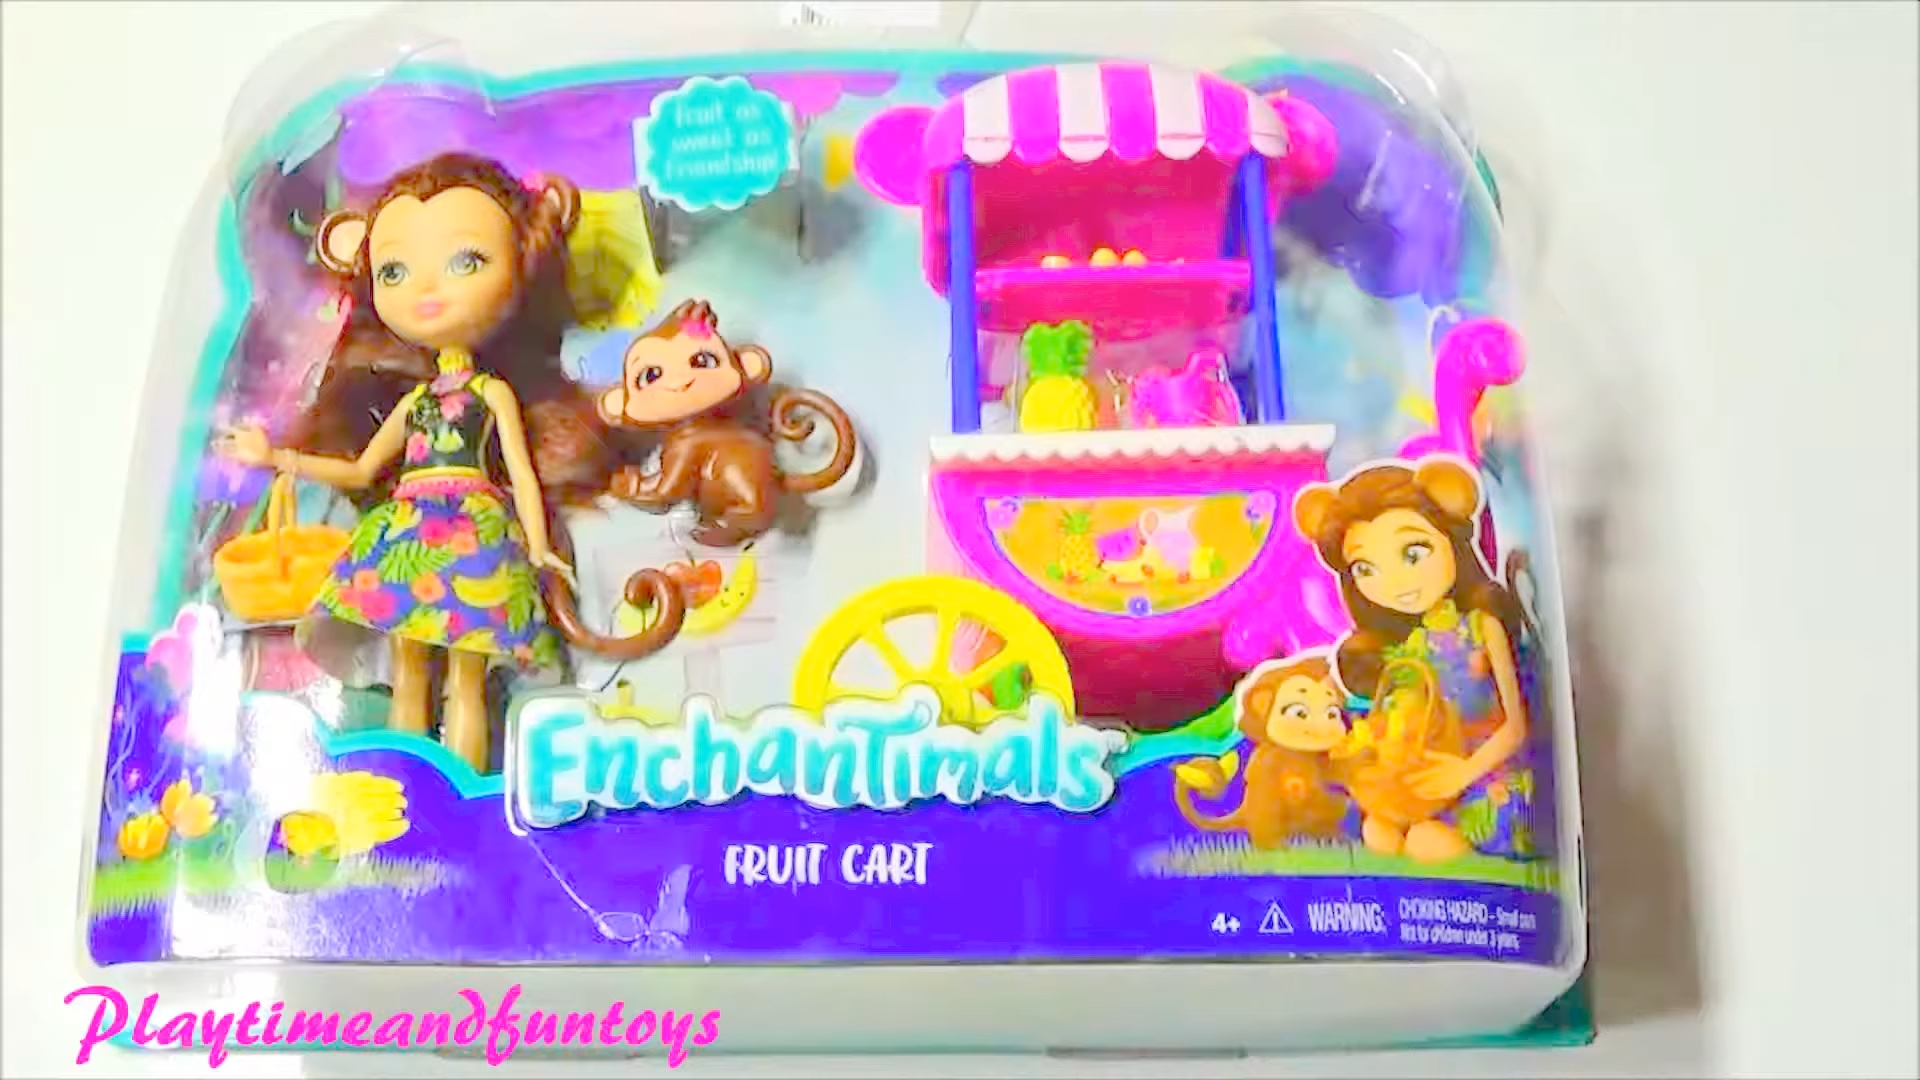 Fruit as
sweet as
friendship!
Enchantimals
FRUIT CART
4+ WARNING: CHOKING HAZARD - Small parts
Not for children under 3 years.
Playtimeandfuntoys